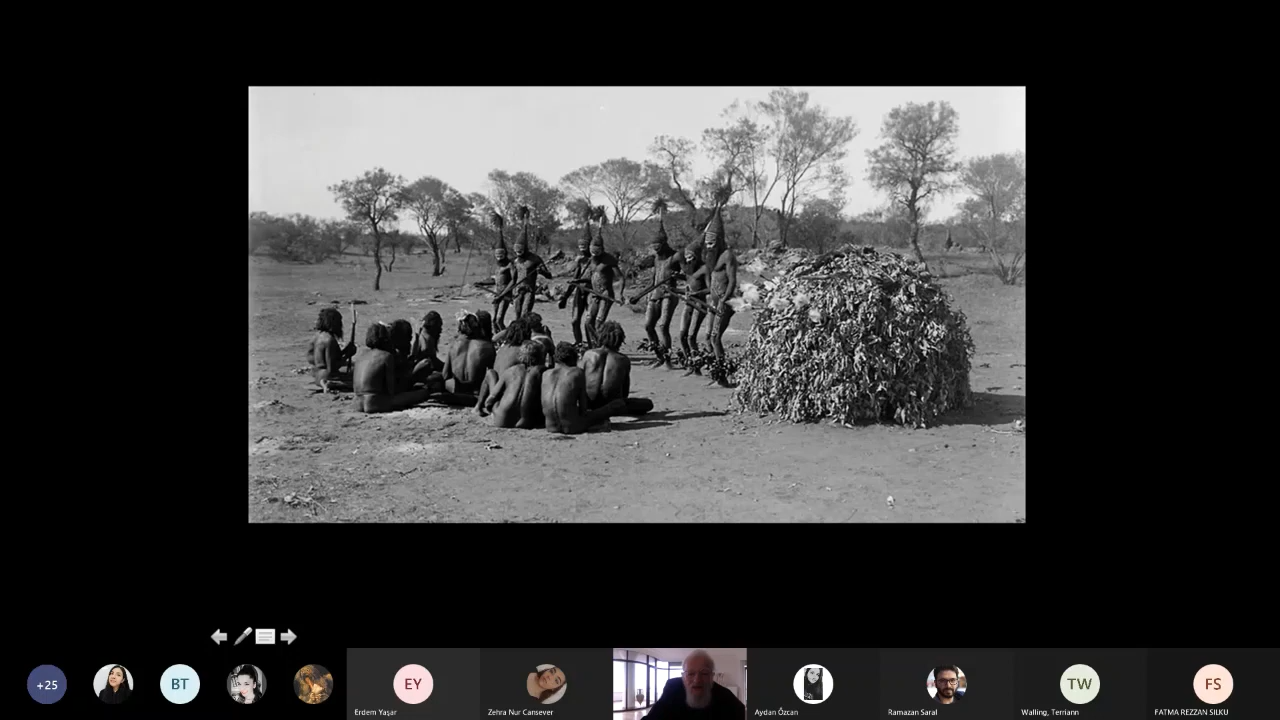 +25
BT
EY
Erdem Yaşar
Zehra Nur Cansever
Aydan Özcan
Ramazan Saral
TW
Walling, Terriann
FS
FATMA REZZAN SILKU